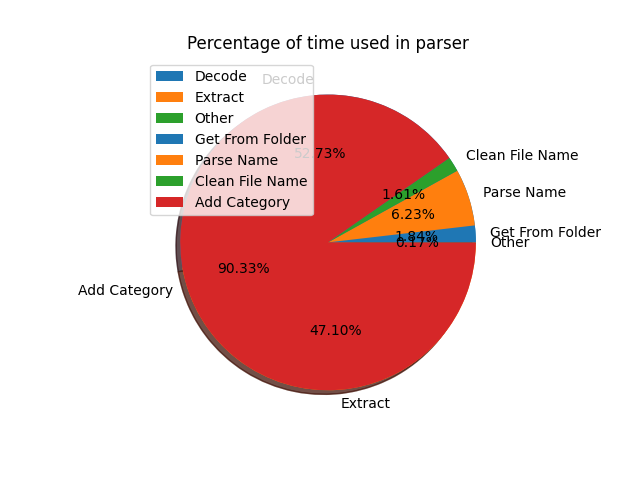 Percentage of time used in parser
Decode
Extract
Other
Get From Folder
Parse Name
Clean File Name
Add Category
Decode
52.73%
Clean File Name
1.61%
Parse Name
6.23%
Get From Folder
1.84%
Other
0.17%
90.33%
Add Category
47.10%
Extract